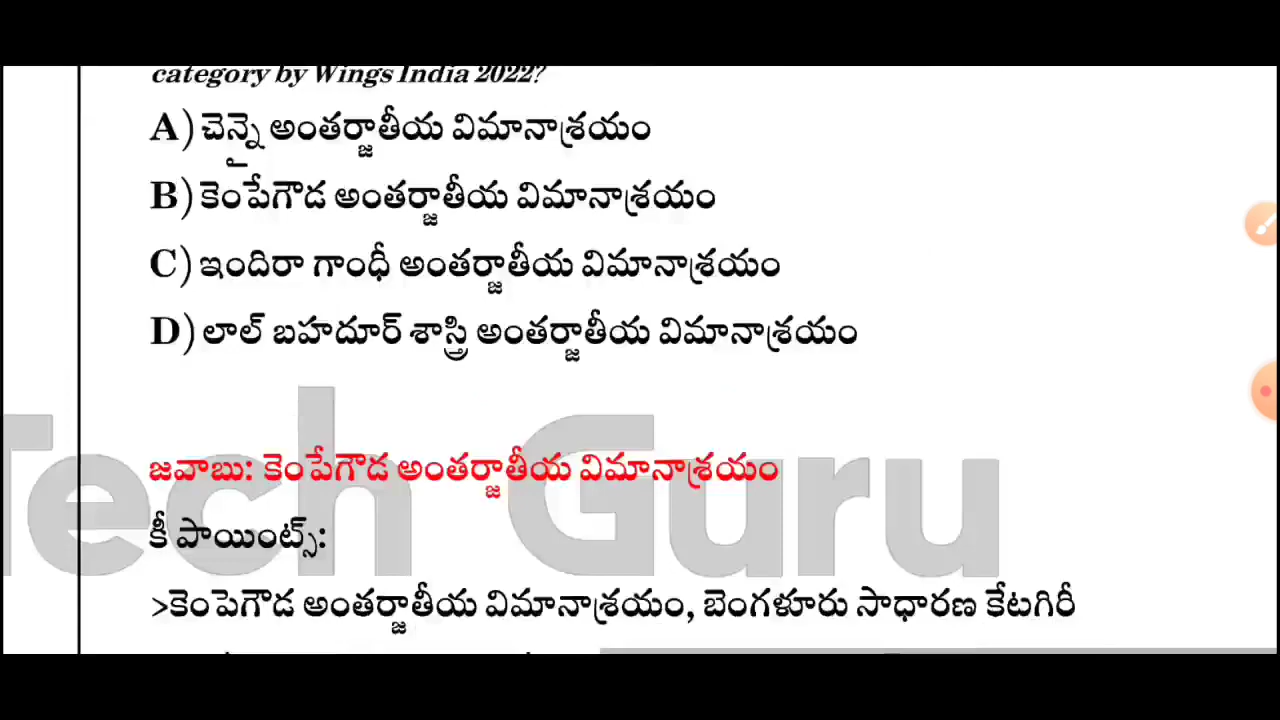 category by Wings India 2022?
A) చెన్నై అంతర్జాతీయ విమానాశ్రయం
B) కెంపేగౌడ అంతర్జాతీయ విమానాశ్రయం
C) ఇందిరా గాంధీ అంతర్జాతీయ విమానాశ్రయం
D) లాల్ బహదూర్ శాస్త్రి అంతర్జాతీయ విమానాశ్రయం
Tech Guru
జవాబు: కెంపేగౌడ అంతర్జాతీయ విమానాశ్రయం
కీ పాయింట్స్:
>కెంపెగౌడ అంతర్జాతీయ విమానాశ్రయం, బెంగళూరు సాధారణ కేటగిరీ